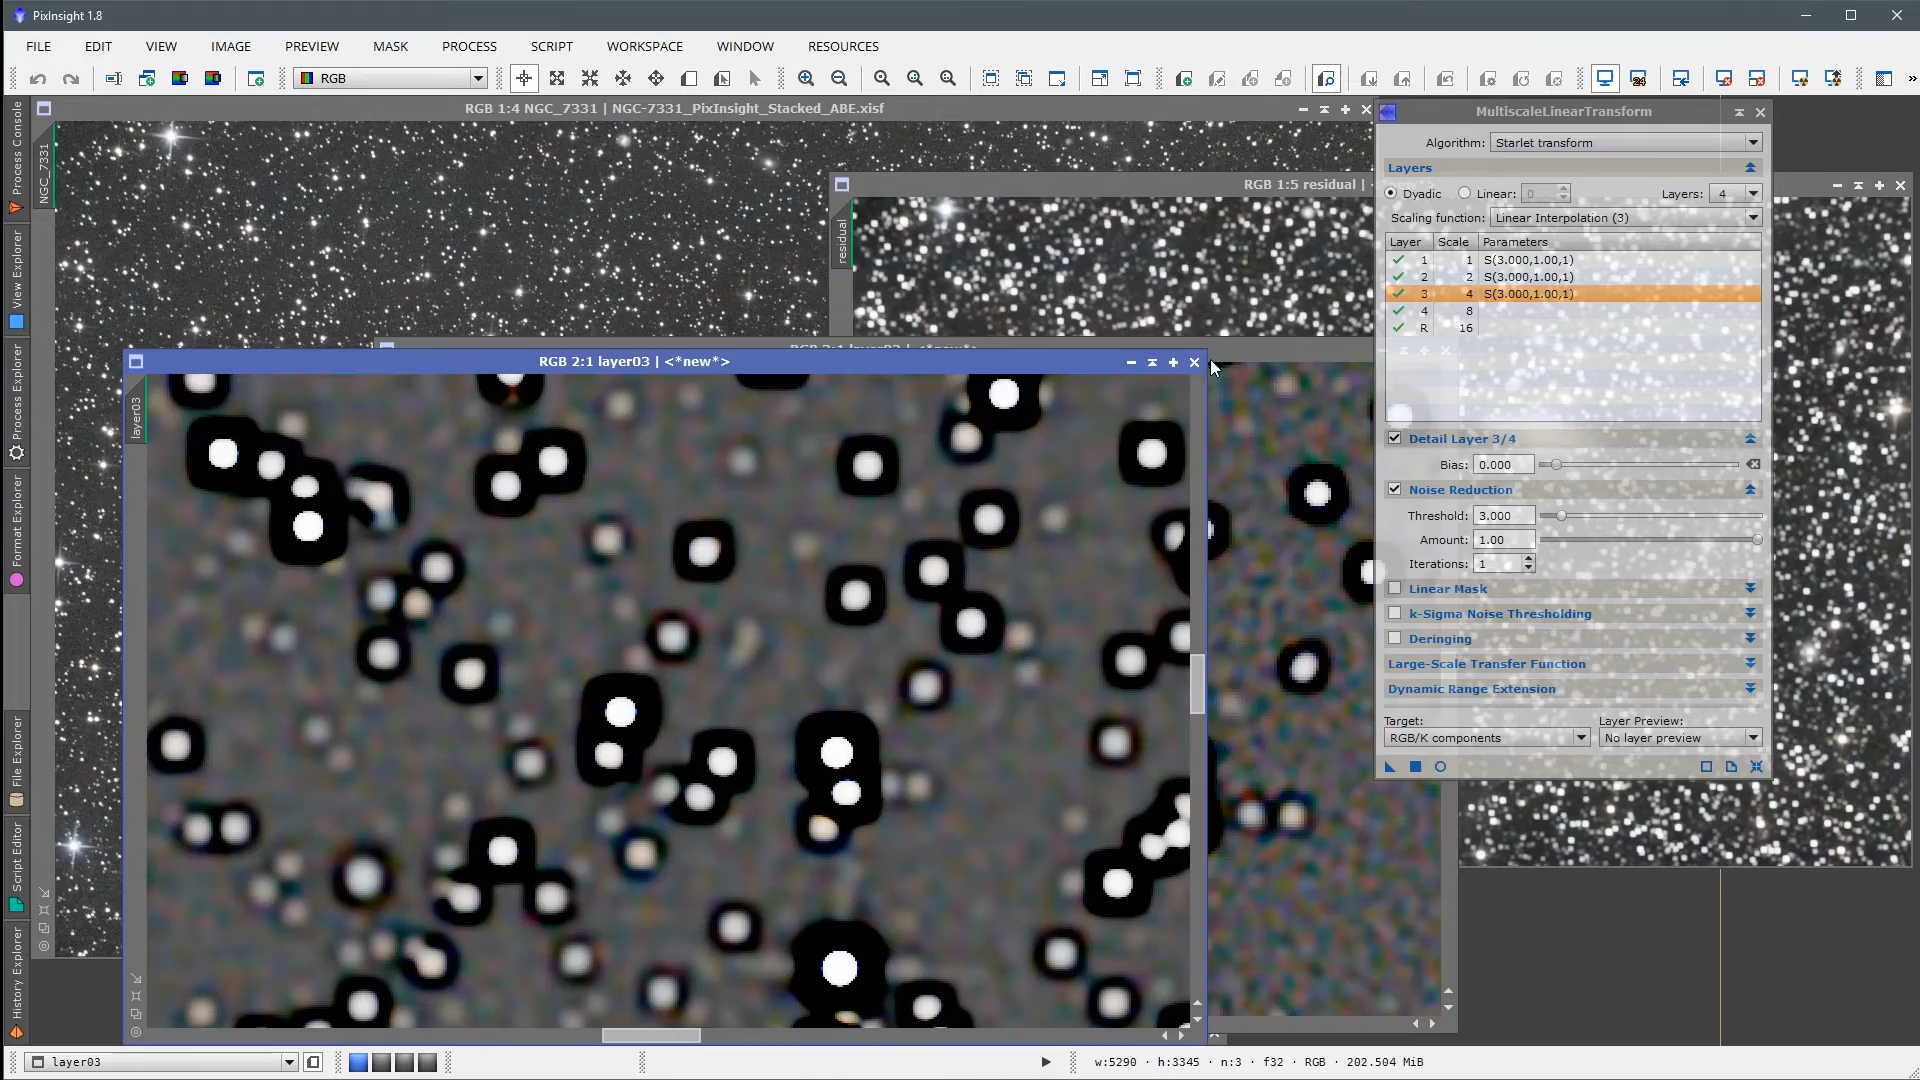 PixInsight 1.8
FILE EDIT VIEW IMAGE PREVIEW MASK PROCESS SCRIPT WORKSPACE WINDOW RESOURCES
RGB
24
»
RGB 1:4 NGC_7331 | NGC-7331_PixInsight_Stacked_ABE.xisf
NGC_7331
RGB 1:5 residual |
residual
RGB 2:1 layer03 | <*new*>
layer03
Process Console
View Explorer
Process Explorer
Format Explorer
File Explorer
Script Editor
History Explorer
MultiscaleLinearTransform
Algorithm: Starlet transform
Layers
Dyadic Linear: 0 Layers: 4
Scaling function: Linear Interpolation (3)
Layer Scale Parameters
1 1 S(3.000,1.00,1)
2 2 S(3.000,1.00,1)
3 4 S(3.000,1.00,1)
4 8
R 16
Detail Layer 3/4
Bias: 0.000
Noise Reduction
Threshold: 3.000
Amount: 1.00
Iterations: 1
Linear Mask
k-Sigma Noise Thresholding
Deringing
Large-Scale Transfer Function
Dynamic Range Extension
Target: Layer Preview:
RGB/K components No layer preview
layer03
w:5290 · h:3345 · n:3 · f32 · RGB · 202.504 MiB